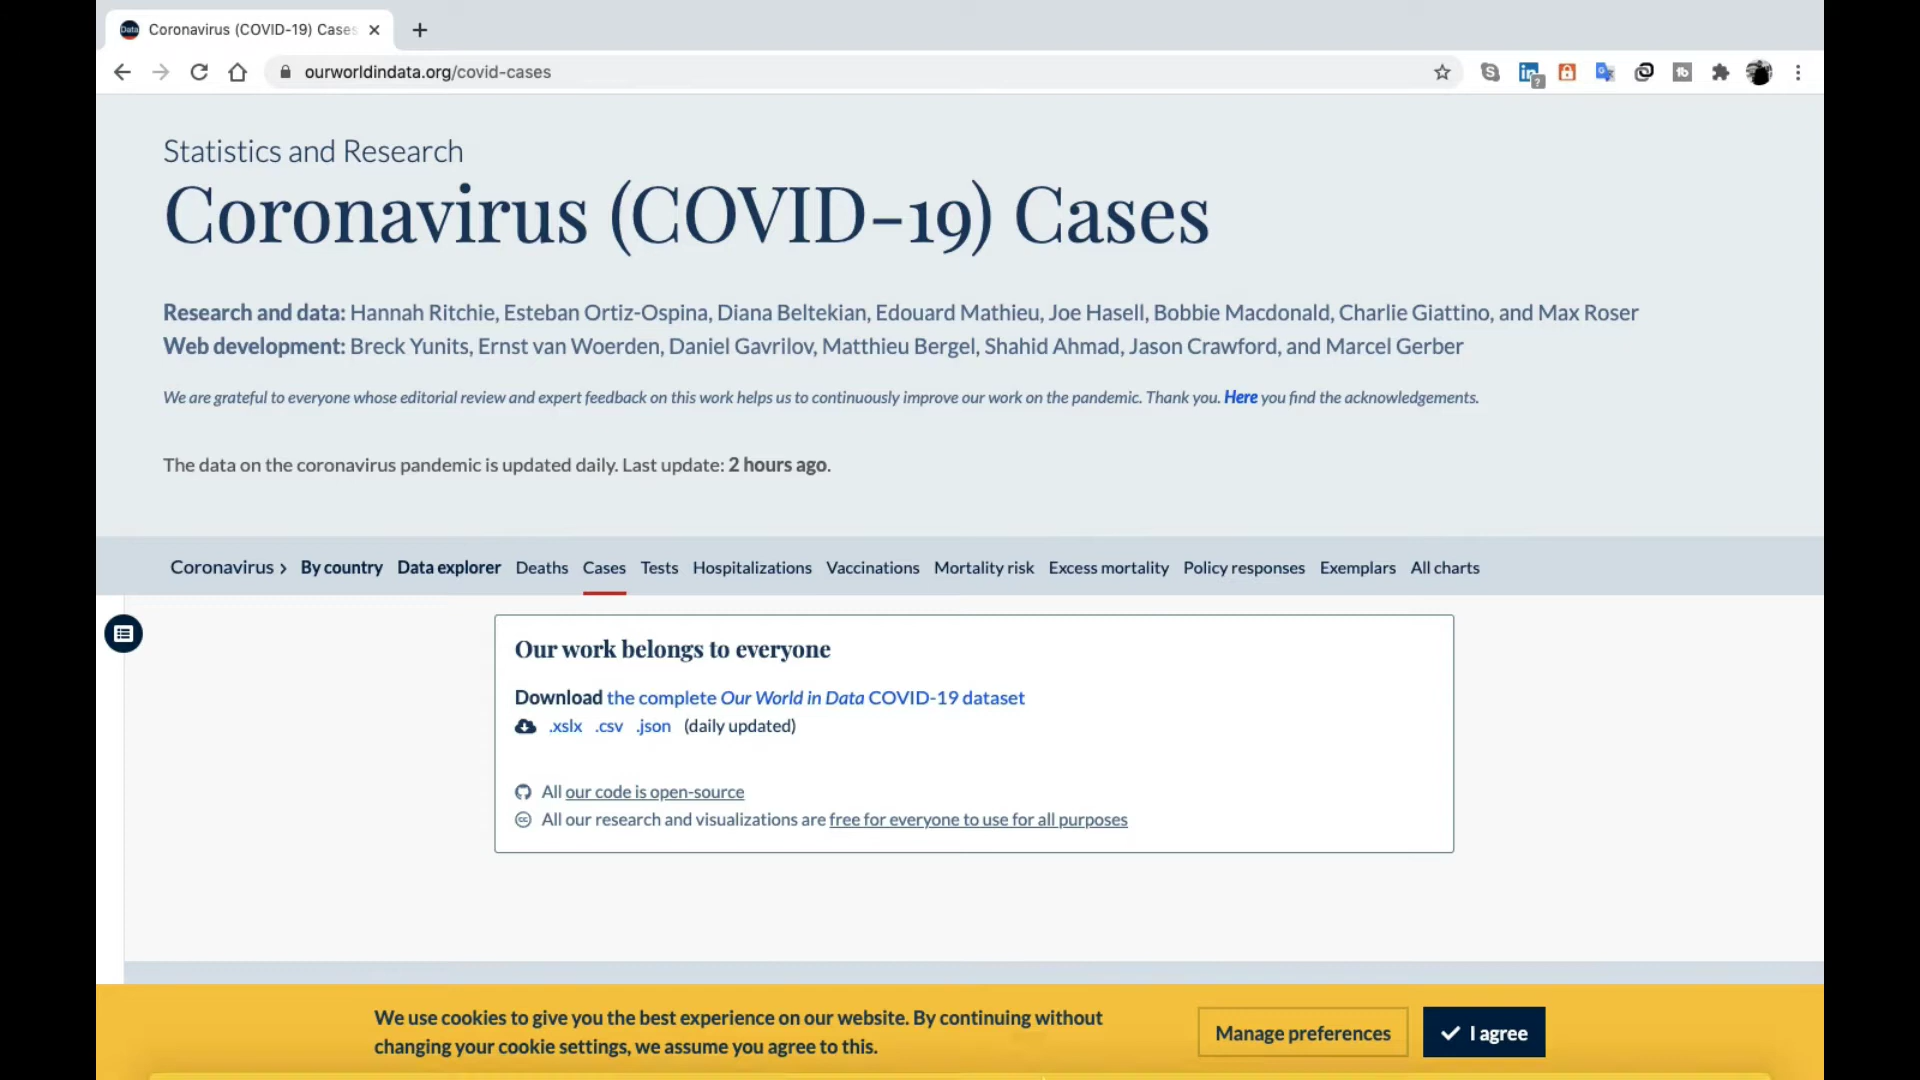 Coronavirus (COVID-19) Cases
ourworldindata.org/covid-cases
Statistics and Research
Coronavirus (COVID-19) Cases
Research and data: Hannah Ritchie, Esteban Ortiz-Ospina, Diana Beltekian, Edouard Mathieu, Joe Hasell, Bobbie Macdonald, Charlie Giattino, and Max Roser
Web development: Breck Yunits, Ernst van Woerden, Daniel Gavrilov, Matthieu Bergel, Shahid Ahmad, Jason Crawford, and Marcel Gerber
We are grateful to everyone whose editorial review and expert feedback on this work helps us to continuously improve our work on the pandemic. Thank you. Here you find the acknowledgements.
The data on the coronavirus pandemic is updated daily. Last update: 2 hours ago.
Coronavirus › By country Data explorer Deaths Cases Tests Hospitalizations Vaccinations Mortality risk Excess mortality Policy responses Exemplars All charts
Our work belongs to everyone
Download the complete Our World in Data COVID-19 dataset
.xslx .csv .json (daily updated)
All our code is open-source
All our research and visualizations are free for everyone to use for all purposes
We use cookies to give you the best experience on our website. By continuing without
changing your cookie settings, we assume you agree to this.
Manage preferences
I agree